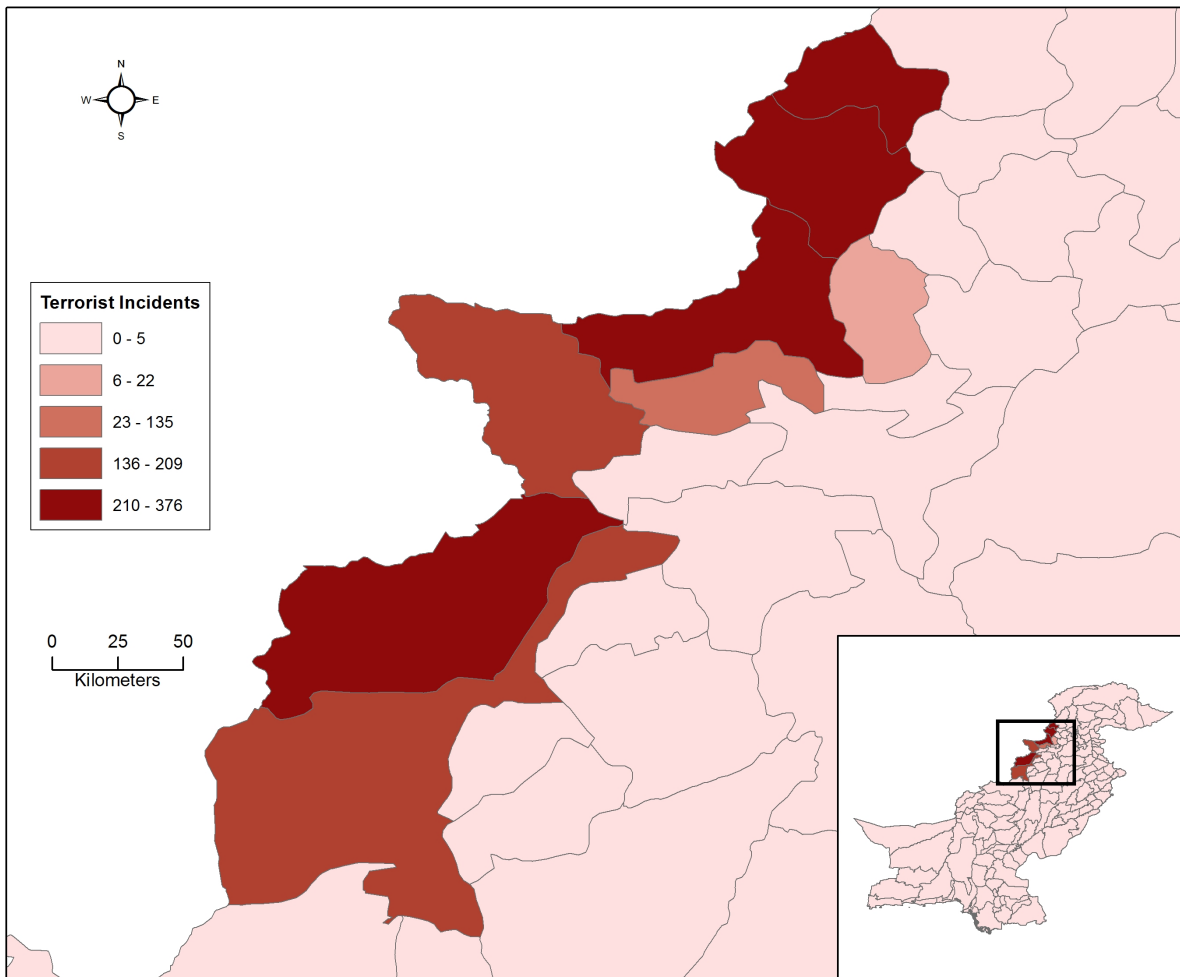 N
W E
S
Terrorist Incidents
0 - 5
6 - 22
23 - 135
136 - 209
210 - 376
0 25 50
Kilometers